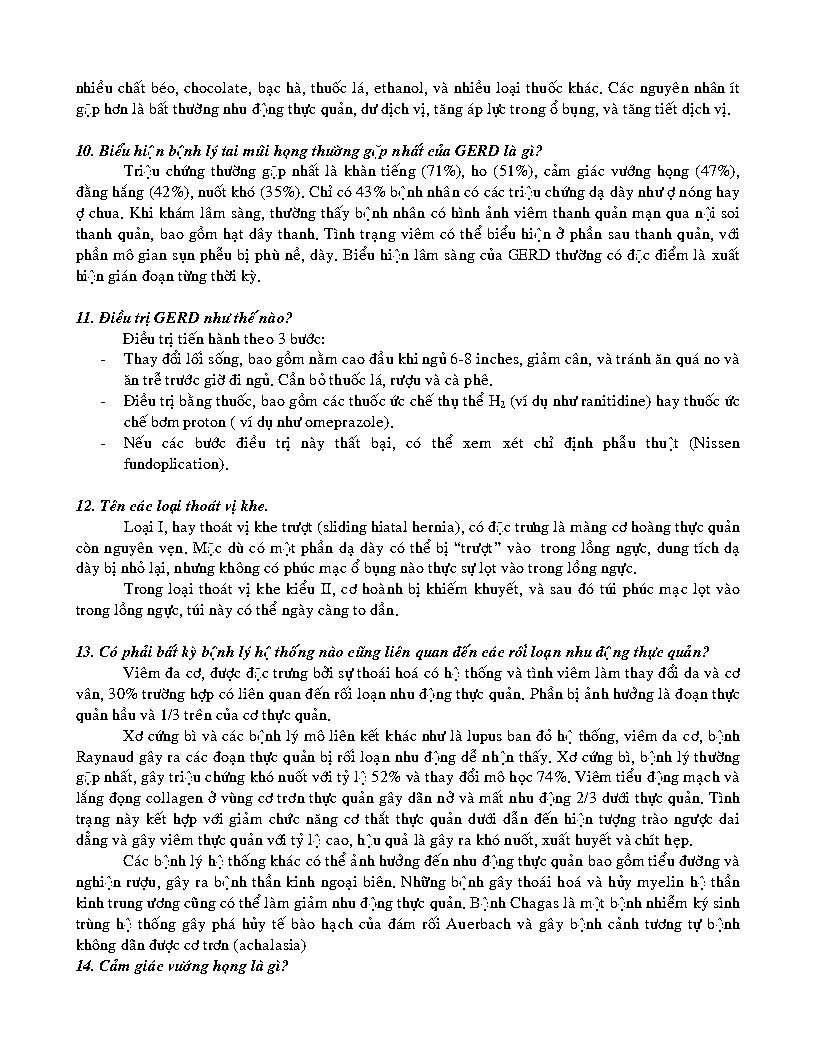 nhiều chất béo, chocolate, bạc hà, thuốc lá, ethanol, và nhiều loại thuốc khác. Các nguyên nhân ít
gặp hơn là bất thường nhu động thực quản, dư dịch vị, tăng áp lực trong ổ bụng, và tăng tiết dịch vị.
10. Biểu hiện bệnh lý tai mũi họng thường gặp nhất của GERD là gì?
Triệu chứng thường gặp nhất là khàn tiếng (71%), ho (51%), cảm giác vướng họng (47%),
đằng hắng (42%), nuốt khó (35%). Chỉ có 43% bệnh nhân có các triệu chứng dạ dày như ợ nóng hay
ợ chua. Khi khám lâm sàng, thường thấy bệnh nhân có hình ảnh viêm thanh quản mạn qua nội soi
thanh quản, bao gồm hạt dây thanh. Tình trạng viêm có thể biểu hiện ở phần sau thanh quản, với
phần mô gian sụn phễu bị phù nề, dày. Biểu hiện lâm sàng của GERD thường có đặc điểm là xuất
hiện gián đoạn từng thời kỳ.
11. Điều trị GERD như thế nào?
Điều trị tiến hành theo 3 bước:
- Thay đổi lối sống, bao gồm nằm cao đầu khi ngủ 6-8 inches, giảm cân, và tránh ăn quá no và
ăn trễ trước giờ đi ngủ. Cần bỏ thuốc lá, rượu và cà phê.
- Điều trị bằng thuốc, bao gồm các thuốc ức chế thụ thể H₂ (ví dụ như ranitidine) hay thuốc ức
chế bơm proton ( ví dụ như omeprazole).
- Nếu các bước điều trị này thất bại, có thể xem xét chỉ định phẫu thuật (Nissen
fundoplication).
12. Tên các loại thoát vị khe.
Loại I, hay thoát vị khe trượt (sliding hiatal hernia), có đặc trưng là màng cơ hoàng thực quản
còn nguyên vẹn. Mặc dù có một phần dạ dày có thể bị “trượt” vào trong lồng ngực, dung tích dạ
dày bị nhỏ lại, nhưng không có phúc mạc ổ bụng nào thực sự lọt vào trong lồng ngực.
Trong loại thoát vị khe kiểu II, cơ hoành bị khiếm khuyết, và sau đó túi phúc mạc lọt vào
trong lồng ngực, túi này có thể ngày càng to dần.
13. Có phải bất kỳ bệnh lý hệ thống nào cũng liên quan đến các rối loạn nhu động thực quản?
Viêm đa cơ, được đặc trưng bởi sự thoái hoá có hệ thống và tình viêm làm thay đổi da và cơ
vân, 30% trường hợp có liên quan đến rối loạn nhu động thực quản. Phần bị ảnh hưởng là đoạn thực
quản hầu và 1/3 trên của cơ thực quản.
Xơ cứng bì và các bệnh lý mô liên kết khác như là lupus ban đỏ hệ thống, viêm da cơ, bệnh
Raynaud gây ra các đoạn thực quản bị rối loạn nhu động dễ nhận thấy. Xơ cứng bì, bệnh lý thường
gặp nhất, gây triệu chứng khó nuốt với tỷ lệ 52% và thay đổi mô học 74%. Viêm tiểu động mạch và
lắng đọng collagen ở vùng cơ trơn thực quản gây dãn nở và mất nhu động 2/3 dưới thực quản. Tình
trạng này kết hợp với giảm chức năng cơ thắt thực quản dưới dẫn đến hiện tượng trào ngược dai
dẳng và gây viêm thực quản với tỷ lệ cao, hậu quả là gây ra khó nuốt, xuất huyết và chít hẹp.
Các bệnh lý hệ thống khác có thể ảnh hưởng đến nhu động thực quản bao gồm tiểu đường và
nghiện rượu, gây ra bệnh thần kinh ngoại biên. Những bệnh gây thoái hoá và hủy myelin hệ thần
kinh trung ương cũng có thể làm giảm nhu động thực quản. Bệnh Chagas là một bệnh nhiễm ký sinh
trùng hệ thống gây phá hủy tế bào hạch của đám rối Auerbach và gây bệnh cảnh tương tự bệnh
không dãn được cơ trơn (achalasia)
14. Cảm giác vướng họng là gì?